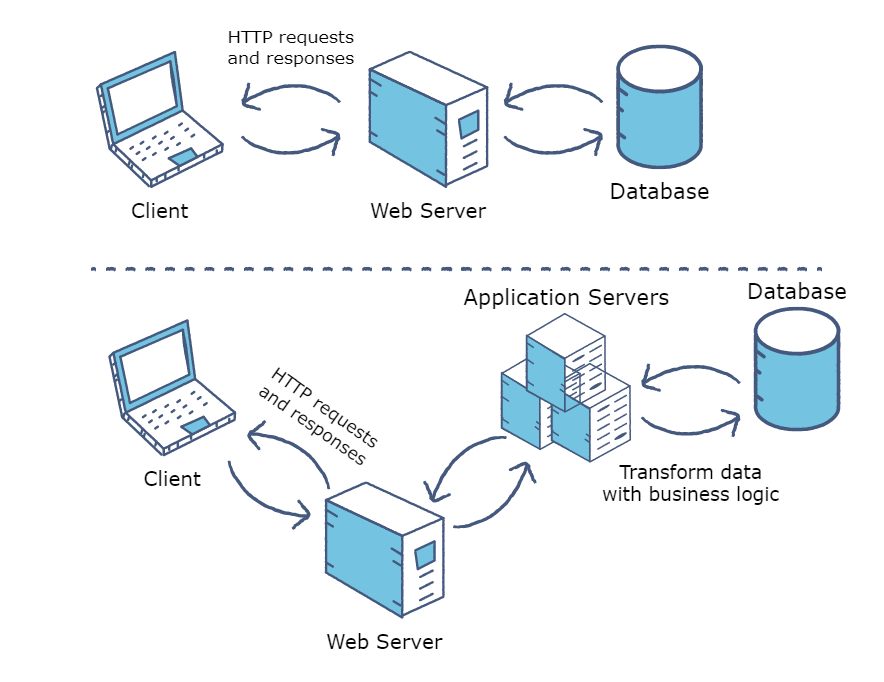 HTTP requests
and responses
Client
Web Server
Database
Application Servers
Database
HTTP requests
and responses
Client
Transform data
with business logic
Web Server